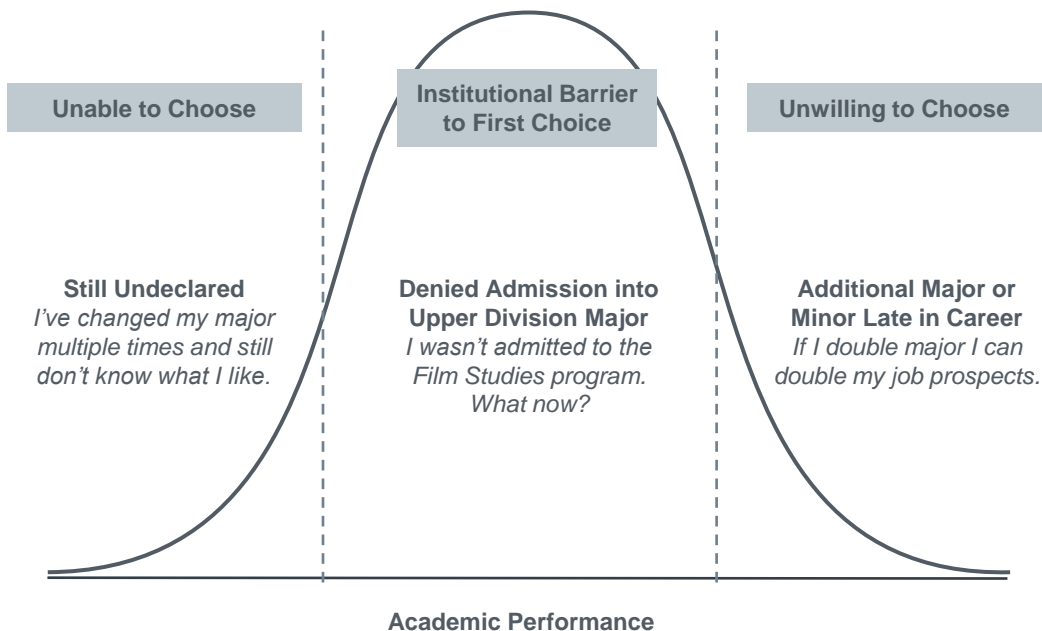 Unable to Choose
Institutional Barrier
to First Choice
Unwilling to Choose
Still Undeclared
I’ve changed my major
multiple times and still
don’t know what I like.
Denied Admission into
Upper Division Major
I wasn’t admitted to the
Film Studies program.
What now?
Additional Major or
Minor Late in Career
If I double major I can
double my job prospects.
Academic Performance